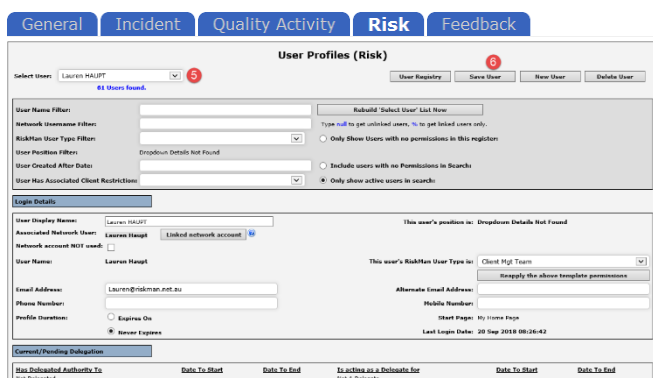 General Incident Quality Activity Risk Feedback
User Profiles (Risk)
6
Select User: Lauren HAUPT 5 User Registry Save User New User Delete User
61 Users found.
User Name Filter: Rebuild 'Select User' List Now
Network Username Filter: Type null to get unlinked users, % to get linked users only.
RiskMan User Type Filter: Only Show Users with no permissions in this register:
User Position Filter: Dropdown Details Not Found
User Created After Date: Include users with no Permissions in Search:
User Has Associated Client Restriction: Only show active users in search:
Login Details
User Display Name: Lauren HAUPT This user's position is: Dropdown Details Not Found
Associated Network User: Lauren Haupt Linked network account
Network account NOT used:
User Name: Lauren Haupt This user's RiskMan User Type is: Client Mgt Team
Reapply the above template permissions
Email Address: Lauren@riskman.net.au Alternate Email Address:
Phone Number: Mobile Number:
Profile Duration: Expires On Start Page: My Home Page
Never Expires Last Login Date: 20 Sep 2018 08:26:42
Current/Pending Delegation
Has Delegated Authority To Date To Start Date To End Is acting as a Delegate for Date To Start Date To End
Not Delegated Not A Delegate